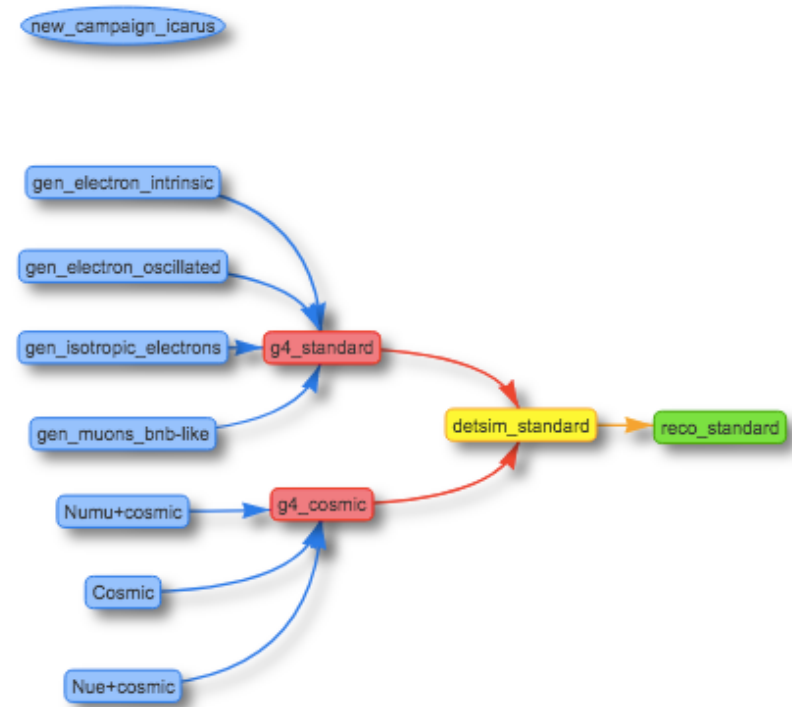 new_campaign_icarus
gen_electron_intrinsic
gen_electron_oscillated
gen_isotropic_electrons
g4_standard
gen_muons_bnb-like
detsim_standard
reco_standard
Numu+cosmic
g4_cosmic
Cosmic
Nue+cosmic